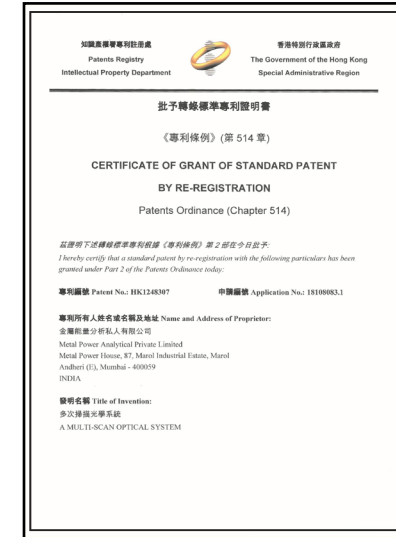 知識產權署專利註冊處
Patents Registry
Intellectual Property Department
香港特別行政區政府
The Government of the Hong Kong
Special Administrative Region
批予轉錄標準專利證明書
《專利條例》(第 514 章)
CERTIFICATE OF GRANT OF STANDARD PATENT
BY RE-REGISTRATION
Patents Ordinance (Chapter 514)
茲證明下述轉錄標準專利根據《專利條例》第 2 部在今日批予:
I hereby certify that a standard patent by re-registration with the following particulars has been
granted under Part 2 of the Patents Ordinance today:
專利編號 Patent No.: HK1248307
申請編號 Application No.: 18108083.1
專利所有人姓名或名稱及地址 Name and Address of Proprietor:
金屬能量分析私人有限公司
Metal Power Analytical Private Limited
Metal Power House, 87, Marol Industrial Estate, Marol
Andheri (E), Mumbai - 400059
INDIA
發明名稱 Title of Invention:
多次掃描光學系統
A MULTI-SCAN OPTICAL SYSTEM